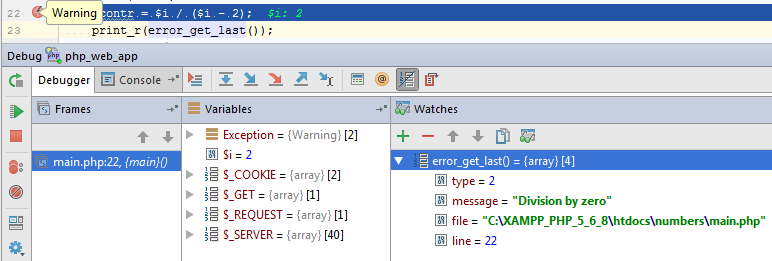 22 contr.=.$i./.($i.-.2); $i: 2
Warning
23 print_r(error_get_last());
Debug php php_web_app
Debugger Console
Frames
main.php:22, {main}()
Variables
Exception = {Warning} [2]
$i = 2
$_COOKIE = {array} [2]
$_GET = {array} [1]
$_REQUEST = {array} [1]
$_SERVER = {array} [40]
Watches
error_get_last() = {array} [4]
type = 2
message = "Division by zero"
file = "C:\XAMPP_PHP_5_6_8\htdocs\numbers\main.php"
line = 22